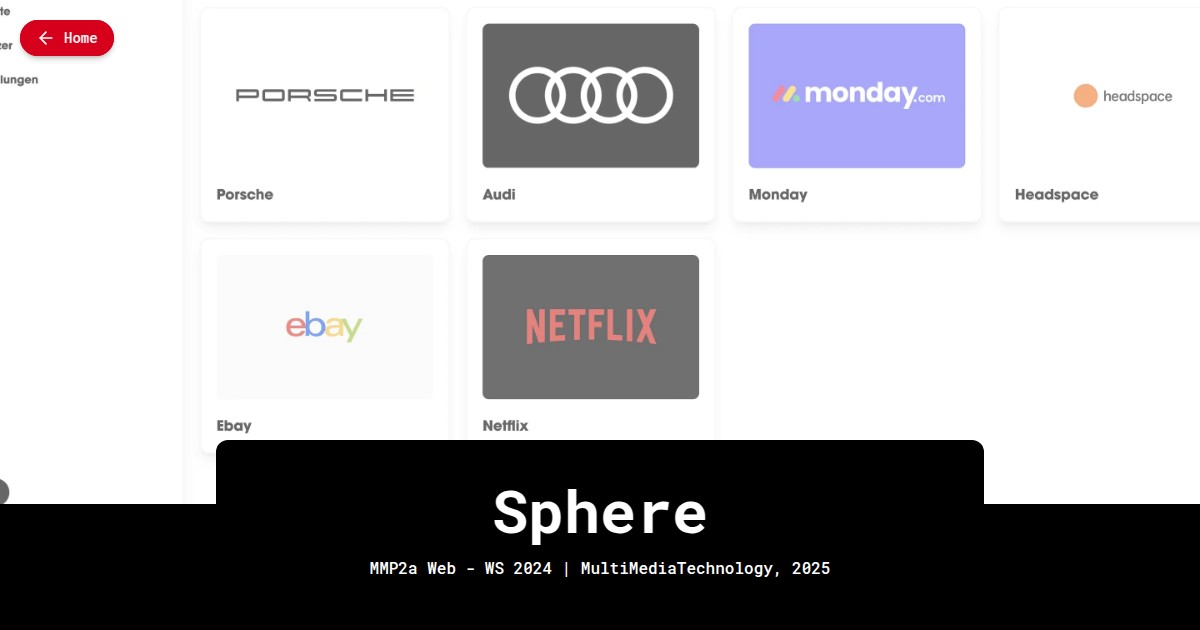 te
zer
lungen
Home
PORSCHE
monday.com
headspace
Porsche
Audi
Monday
Headspace
ebay
NETFLIX
Ebay
Netflix
Sphere
MMP2a Web - WS 2024 | MultiMediaTechnology, 2025